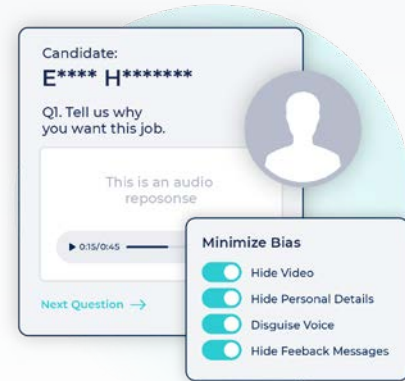 Candidate:
E**** H*******
Q1. Tell us why
you want this job.
This is an audio
reposonse
0:15/0:45
Next Question →
Minimize Bias
Hide Video
Hide Personal Details
Disguise Voice
Hide Feeback Messages